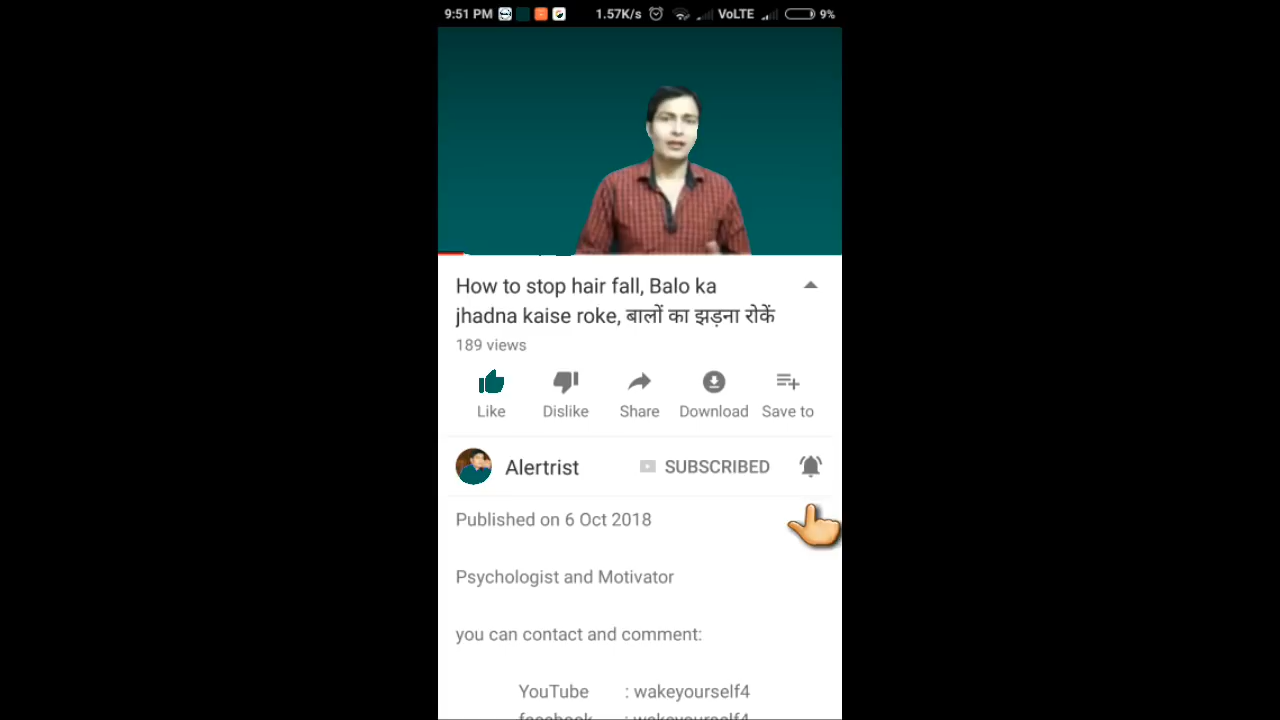 9:51 PM 1.57K/s VoLTE 9%
How to stop hair fall, Balo ka
jhadna kaise roke, बालों का झड़ना रोकें
189 views
Like Dislike Share Download Save to
Alertrist SUBSCRIBED
Published on 6 Oct 2018
Psychologist and Motivator
you can contact and comment:
YouTube : wakeyourself4
facebook : wakeyourself4